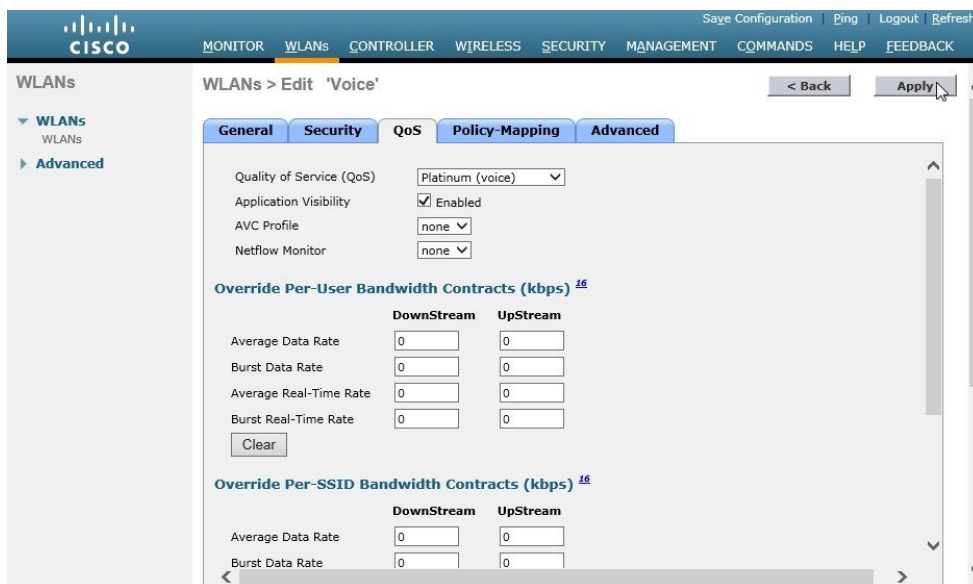 Save Configuration | Ping | Logout | Refresh
CISCO
MONITOR WLANs CONTROLLER WIRELESS SECURITY MANAGEMENT COMMANDS HELP FEEDBACK
WLANs
WLANs
WLANs
Advanced
WLANs > Edit 'Voice'
< Back
Apply
General Security QoS Policy-Mapping Advanced
Quality of Service (QoS) Platinum (voice)
Application Visibility Enabled
AVC Profile none
Netflow Monitor none
Override Per-User Bandwidth Contracts (kbps) 16
DownStream UpStream
Average Data Rate 0 0
Burst Data Rate 0 0
Average Real-Time Rate 0 0
Burst Real-Time Rate 0 0
Clear
Override Per-SSID Bandwidth Contracts (kbps) 16
DownStream UpStream
Average Data Rate 0 0
Burst Data Rate 0 0